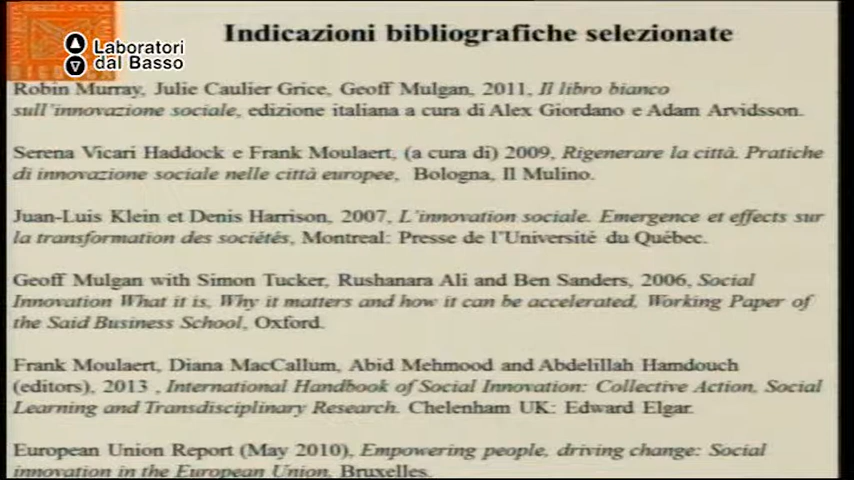 Indicazioni bibliografiche selezionate
Laboratori
dal Basso
Robin Murray, Julie Caulier Grice, Geoff Mulgan, 2011, Il libro bianco
sull'innovazione sociale, edizione italiana a cura di Alex Giordano e Adam Arvidsson.
Serena Vicari Haddock e Frank Moulaert, (a cura di) 2009, Rigenerare la città. Pratiche
di innovazione sociale nelle città europee, Bologna, Il Mulino.
Juan-Luis Klein et Denis Harrison, 2007, L'innovation sociale. Emergence et effects sur
la transformation des sociétés, Montreal: Presse de l'Université du Québec.
Geoff Mulgan with Simon Tucker, Rushanara Ali and Ben Sanders, 2006, Social
Innovation What it is, Why it matters and how it can be accelerated, Working Paper of
the Said Business School, Oxford.
Frank Moulaert, Diana MacCallum, Abid Mehmood and Abdelillah Hamdouch
(editors), 2013 , International Handbook of Social Innovation: Collective Action, Social
Learning and Transdisciplinary Research. Chelenham UK: Edward Elgar.
European Union Report (May 2010), Empowering people, driving change: Social
innovation in the European Union, Bruxelles.